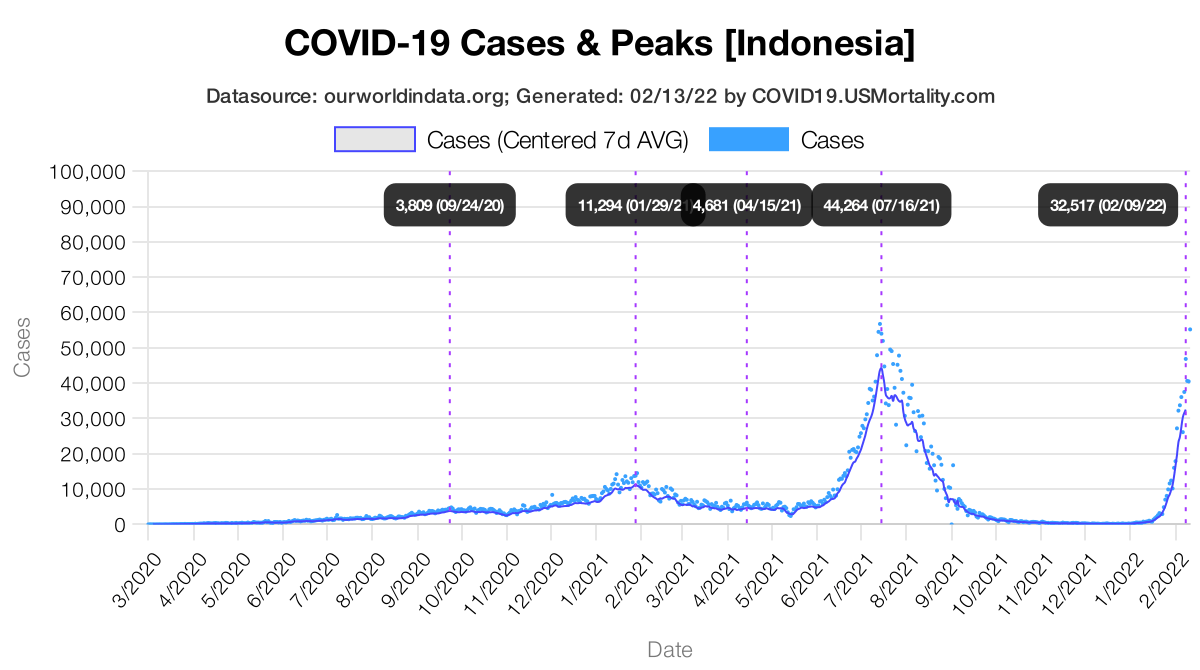 COVID-19 Cases & Peaks [Indonesia]
Datasource: ourworldindata.org; Generated: 02/13/22 by COVID19.USMortality.com
Cases (Centered 7d AVG) Cases
100,000
90,000
80,000
70,000
60,000
50,000
40,000
30,000
20,000
10,000
0
Cases
3,809 (09/24/20) 11,294 (01/29/21) 4,681 (04/15/21) 44,264 (07/16/21) 32,517 (02/09/22)
3/2020 4/2020 5/2020 6/2020 7/2020 8/2020 9/2020 10/2020 11/2020 12/2020 1/2021 2/2021 3/2021 4/2021 5/2021 6/2021 7/2021 8/2021 9/2021 10/2021 11/2021 12/2021 1/2022 2/2022
Date